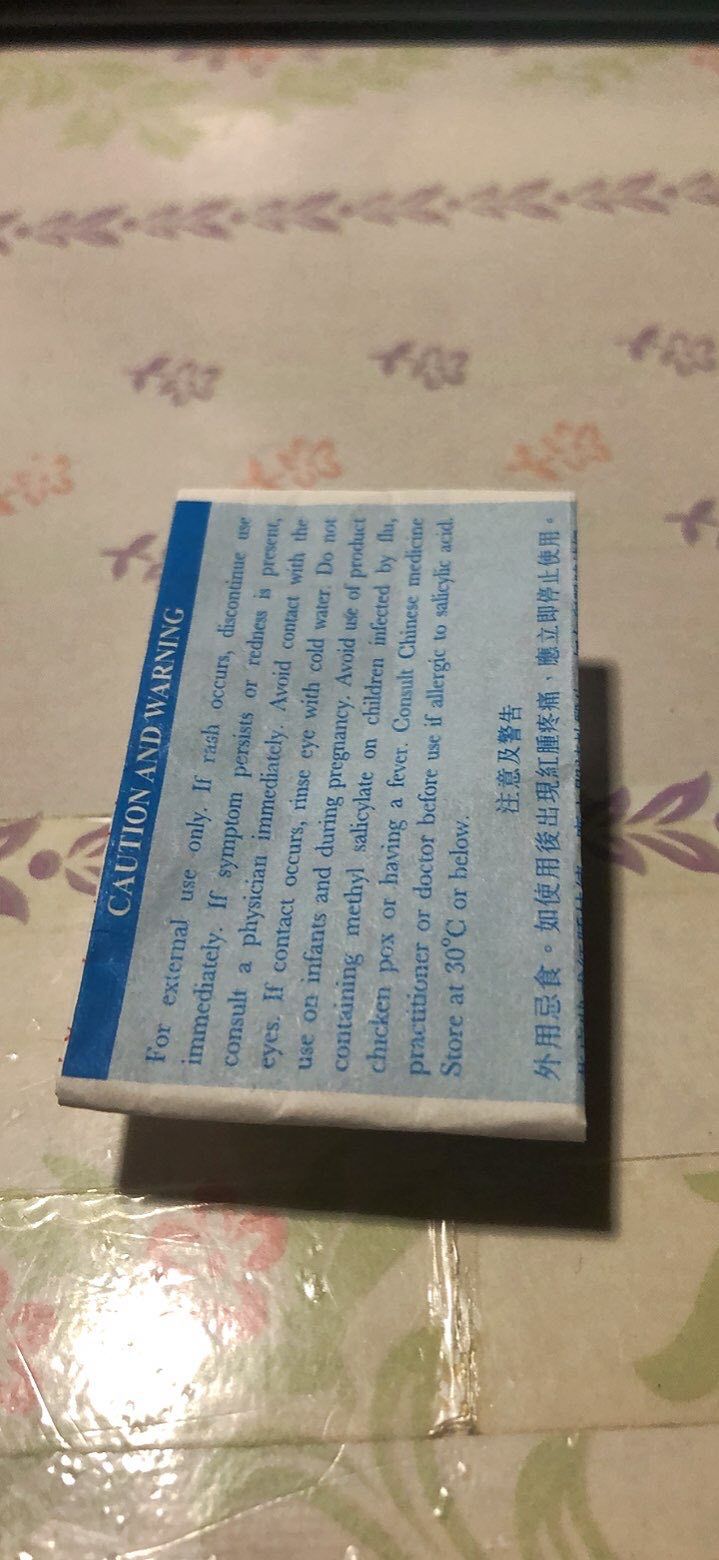 CAUTION AND WARNING
For external use only. If rash occurs, discontinue use
immediately. If symptom persists or redness is present,
consult a physician immediately. Avoid contact with the
eyes. If contact occurs, rinse eye with cold water. Do not
use on infants and during pregnancy. Avoid use of product
containing methyl salicylate on children infected by flu,
chicken pox or having a fever. Consult Chinese medicine
practitioner or doctor before use if allergic to salicylic acid.
Store at 30°C or below.
注意及警告
外用忌食。如使用後出現紅腫疼痛，應立即停止使用。